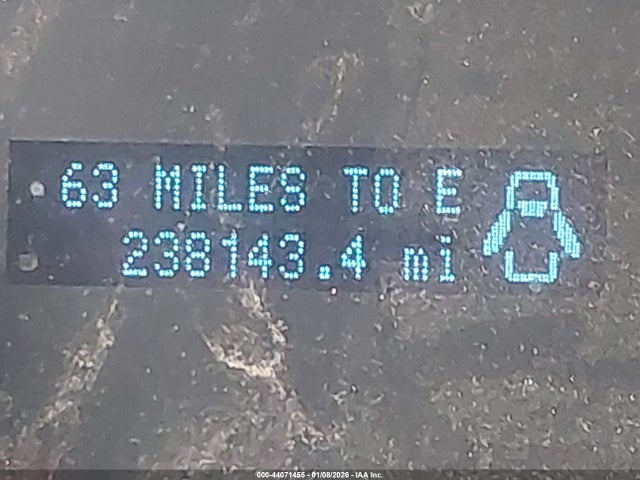 63 MILES TO E
238143.4 mi
000-44071455 - 01/08/2026 - IAA Inc.